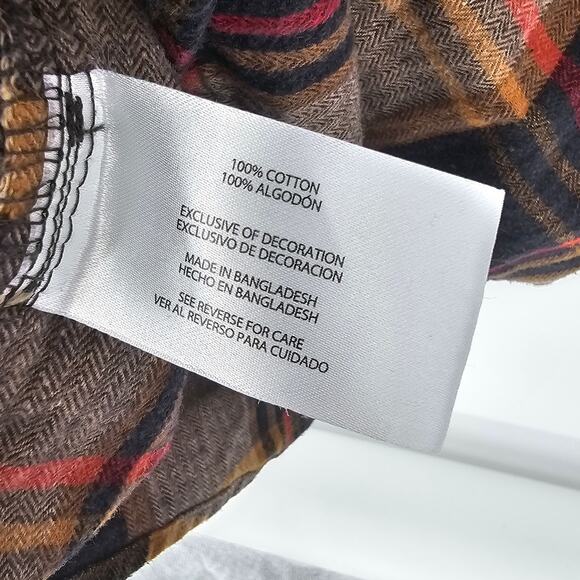 100% COTTON
100% ALGODÓN
EXCLUSIVE OF DECORATION
EXCLUSIVO DE DECORACION
MADE IN BANGLADESH
HECHO EN BANGLADESH
SEE REVERSE FOR CARE
VER AL REVERSO PARA CUIDADO